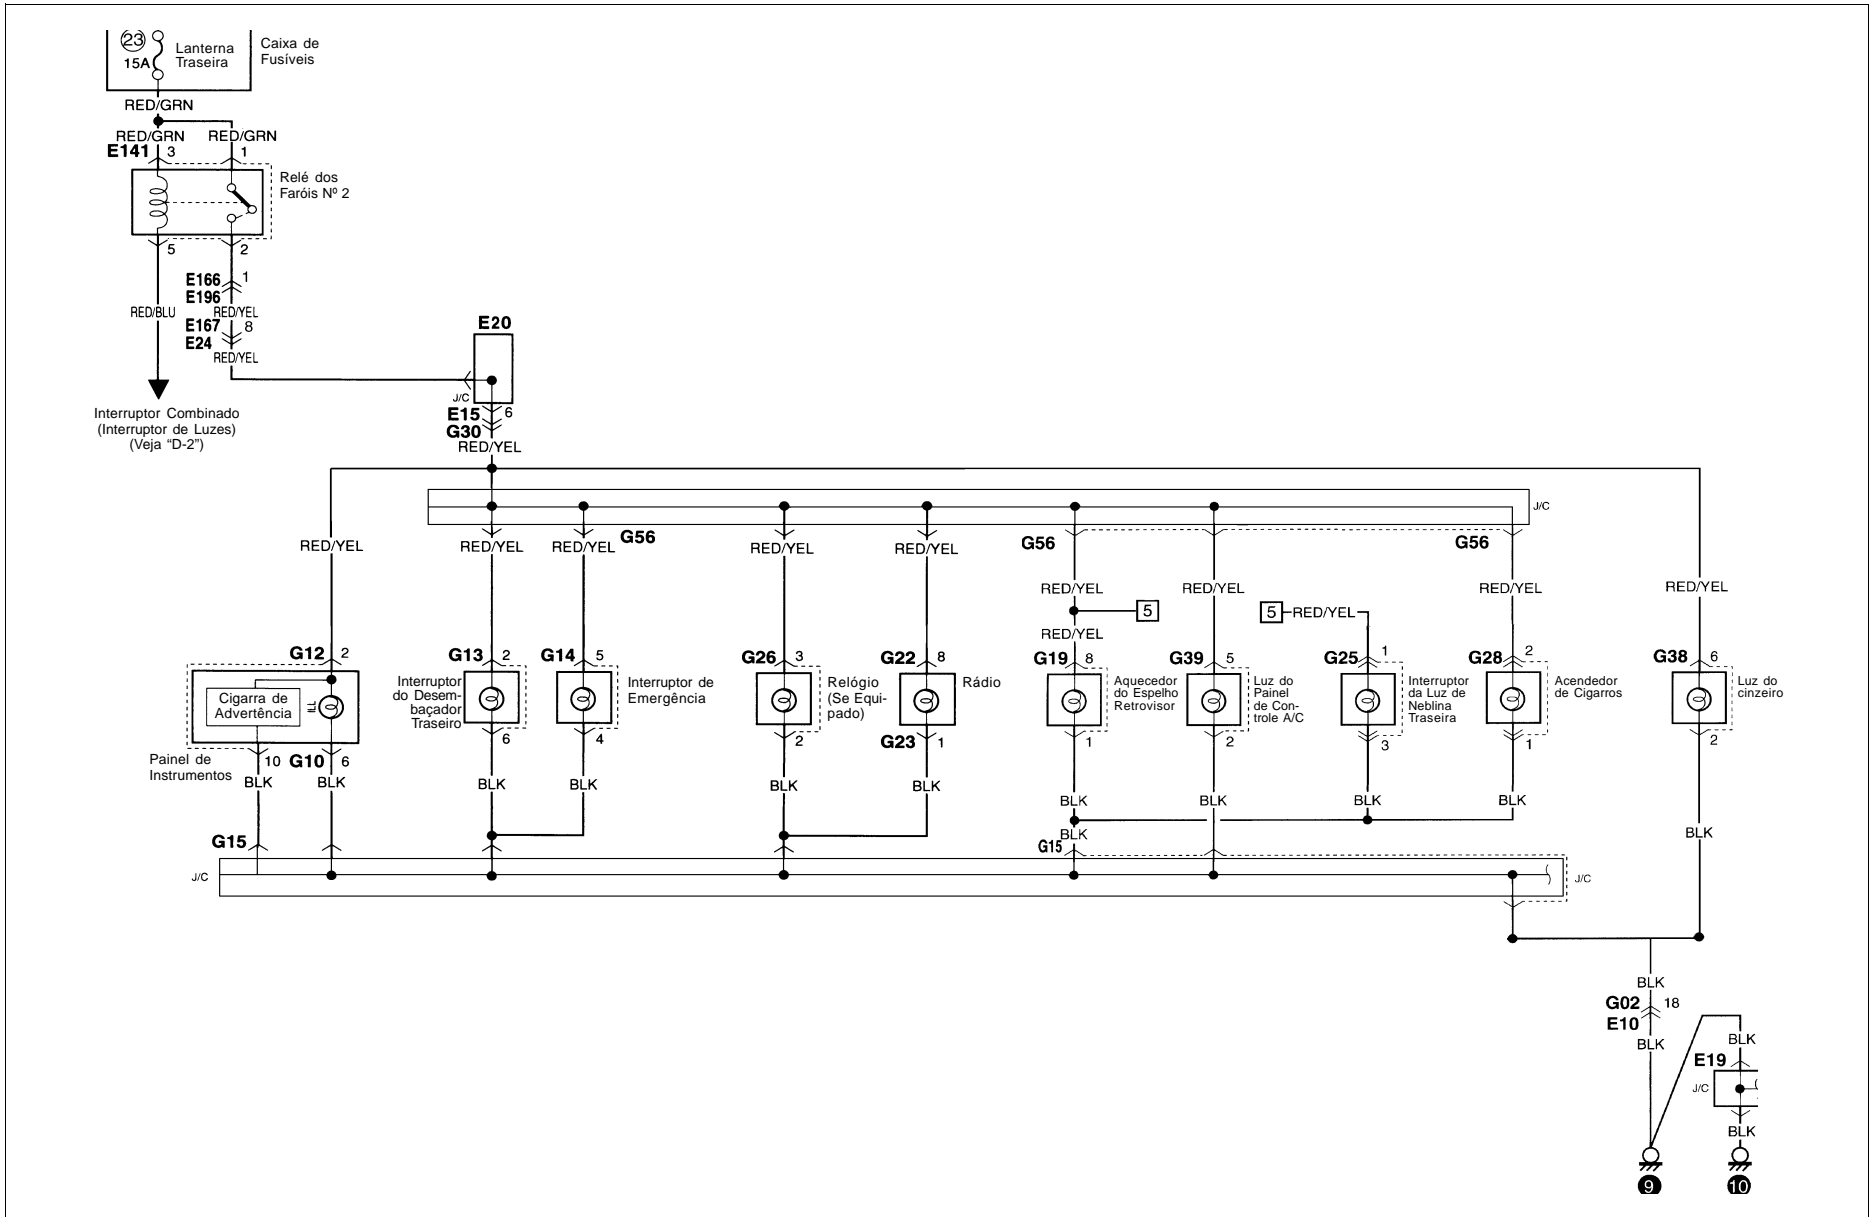 23
15A
Lanterna
Traseira
Caixa de
Fusíveis
RED/GRN
RED/GRN RED/GRN
E141 3 1
Relé dos
Faróis Nº 2
5 2
E166 1
E196
RED/BLU RED/YEL
E167 8
E24
RED/YEL
E20
J/C
E15 6
G30
RED/YEL
Interruptor Combinado
(Interruptor de Luzes)
(Veja “D-2”)
J/C
G56 G56 G56
RED/YEL RED/YEL RED/YEL RED/YEL RED/YEL
RED/YEL RED/YEL RED/YEL RED/YEL
5 5 RED/YEL
RED/YEL
G12 2
G13 2
G14 5
G26 3
G22 8
G19 8
G39 5
G25 1
G28 2
G38 6
Cigarra de
Advertência
ILL
Interruptor
do Desem-
baçador
Traseiro
Interruptor de
Emergência
Relógio
(Se Equi-
pado)
Rádio
Aquecedor
do Espelho
Retrovisor
Luz do
Painel
de Con-
trole A/C
Interruptor
da Luz de
Neblina
Traseira
Acendedor
de Cigarros
Luz do
cinzeiro
Painel de
Instrumentos
10 G10 6
6 4 2
G23 1
1 2 3 1 2
BLK BLK BLK BLK BLK BLK
BLK BLK BLK BLK
BLK
BLK
G15
G15
J/C
J/C
BLK
G02 18
E10
BLK
BLK
E19
J/C
BLK
9 10